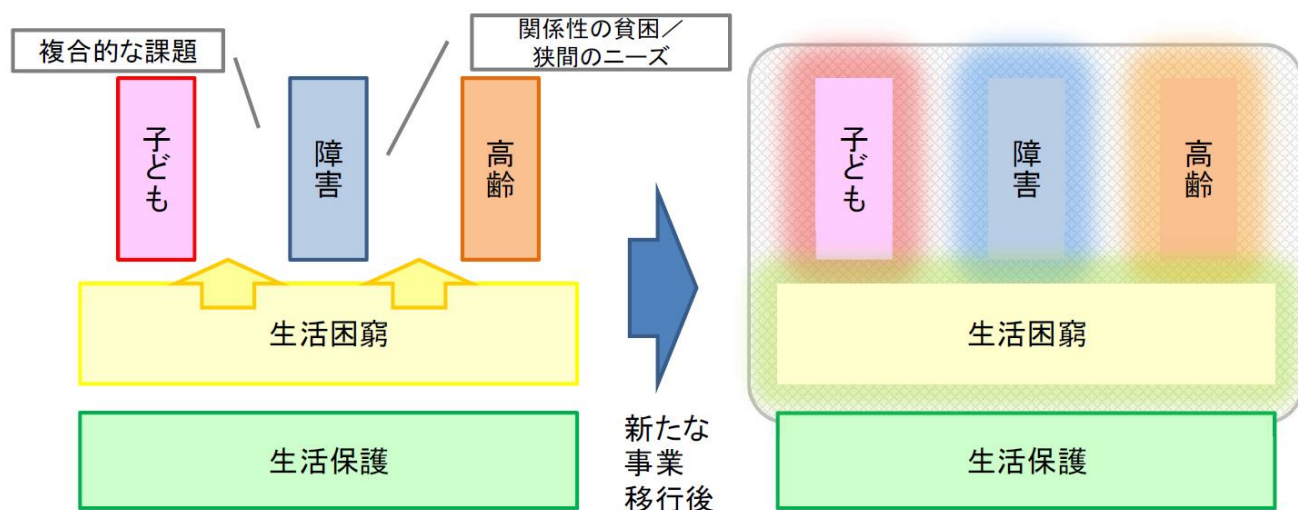 複合的な課題
関係性の貧困／
狭間のニーズ
子ども
障害
高齢
生活困窮
生活保護
新たな
事業
移行後
子ども
障害
高齢
生活困窮
生活保護